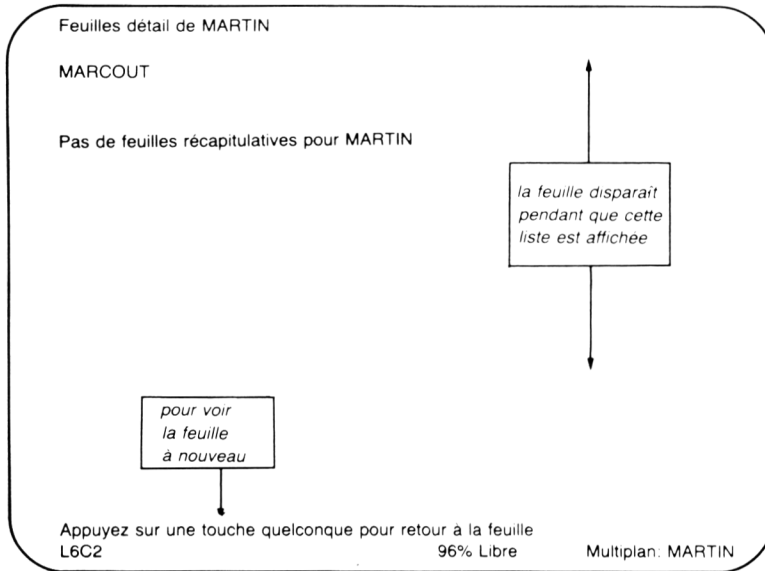 Feuilles détail de MARTIN
MARCOUT
Pas de feuilles récapitulatives pour MARTIN
la feuille disparaît
pendant que cette
liste est affichée
pour voir
la feuille
à nouveau
Appuyez sur une touche quelconque pour retour à la feuille
L6C2 96% Libre Multiplan: MARTIN